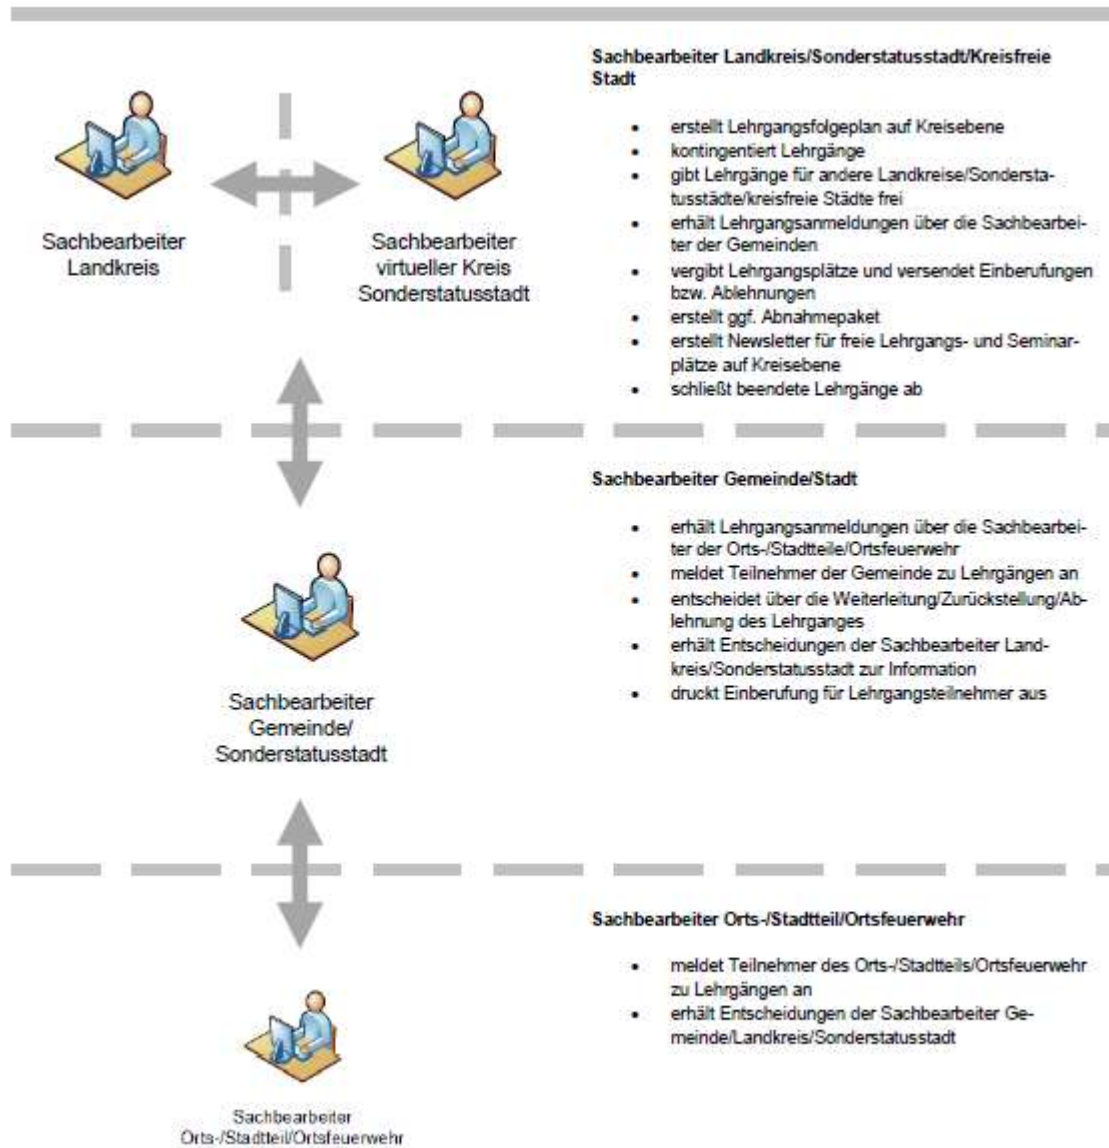 Sachbearbeiter Landkreis/Sonderstatusstadt/Kreisfreie
Stadt
• erstellt Lehrgangsfolgeplan auf Kreisebene
• kontingentiert Lehrgänge
• gibt Lehrgänge für andere Landkreise/Sondersta-
tusstädte/kreisfreie Städte frei
• erhält Lehrgangsanmeldungen über die Sachbearbei-
ter der Gemeinden
• vergibt Lehrgangsplätze und versendet Einberufungen
bzw. Ablehnungen
• erstellt ggf. Abnahmepaket
• erstellt Newsletter für freie Lehrgangs- und Seminar-
plätze auf Kreisebene
• schließt beendete Lehrgänge ab
Sachbearbeiter
Landkreis
Sachbearbeiter
virtueller Kreis
Sonderstatusstadt
Sachbearbeiter Gemeinde/Stadt
• erhält Lehrgangsanmeldungen über die Sachbearbei-
ter der Orts-/Stadtteile/Ortsfeuerwehr
• meldet Teilnehmer der Gemeinde zu Lehrgängen an
• entscheidet über die Weiterleitung/Zurückstellung/Ab-
lehnung des Lehrganges
• erhält Entscheidungen der Sachbearbeiter Land-
kreis/Sonderstatusstadt zur Information
• druckt Einberufung für Lehrgangsteilnehmer aus
Sachbearbeiter
Gemeinde/
Sonderstatusstadt
Sachbearbeiter Orts-/Stadtteil/Ortsfeuerwehr
• meldet Teilnehmer des Orts-/Stadtteils/Ortsfeuerwehr
zu Lehrgängen an
• erhält Entscheidungen der Sachbearbeiter Ge-
meinde/Landkreis/Sonderstatusstadt
Sachbearbeiter
Orts-/Stadtteil/Ortsfeuerwehr